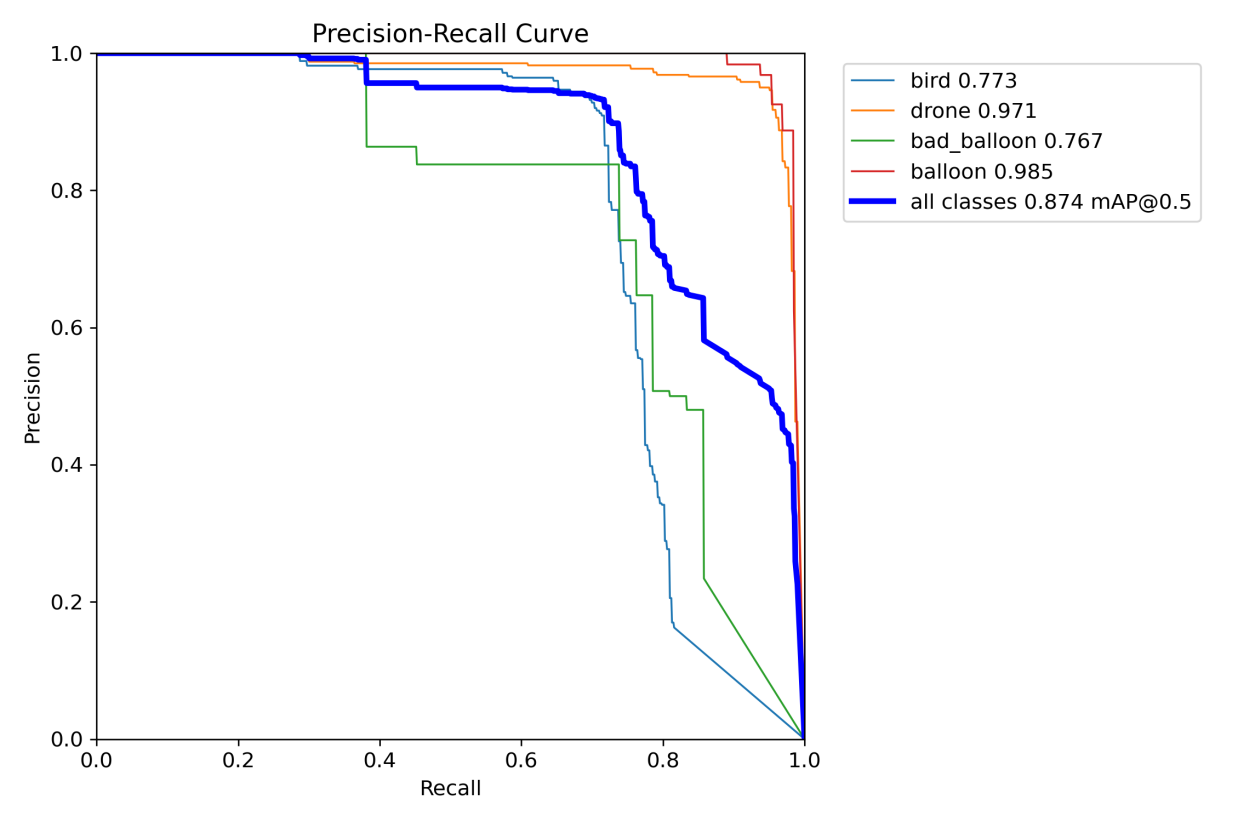 Precision-Recall Curve
1.0
0.8
0.6
0.4
0.2
0.0
Precision
0.0 0.2 0.4 0.6 0.8 1.0
Recall
bird 0.773
drone 0.971
bad_balloon 0.767
balloon 0.985
all classes 0.874 mAP@0.5